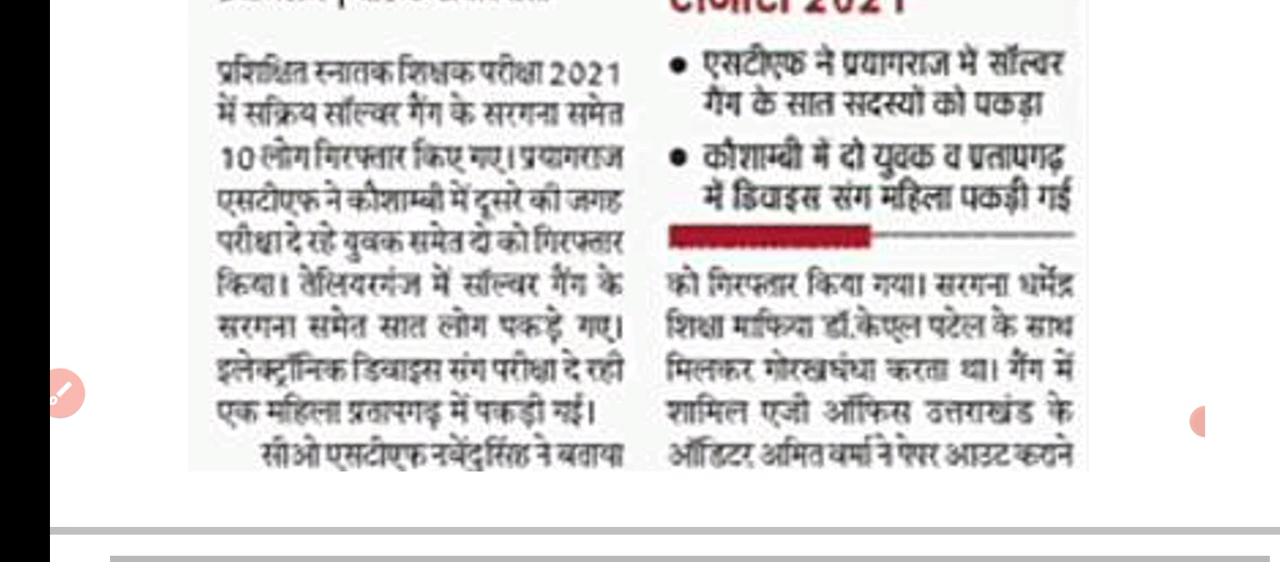 टीजीटी 2021
प्रशिक्षित स्नातक शिक्षक परीक्षा 2021
में सक्रिय सॉल्वर गैंग के सरगना समेत
10 लोग गिरफ्तार किए गए। प्रयागराज
एसटीएफ ने कौशाम्बी में दूसरे की जगह
परीक्षा दे रहे युवक समेत दो को गिरफ्तार
किया। तेलियरगंज में सॉल्वर गैंग के
सरगना समेत सात लोग पकड़े गए।
इलेक्ट्रॉनिक डिवाइस संग परीक्षा दे रही
एक महिला प्रतापगढ़ में पकड़ी गई।
सीओ एसटीएफ नवेंदु सिंह ने बताया
● एसटीएफ ने प्रयागराज में सॉल्वर
गैंग के सात सदस्यों को पकड़ा
● कौशाम्बी में दो युवक व प्रतापगढ़
में डिवाइस संग महिला पकड़ी गई
को गिरफ्तार किया गया। सरगना धर्मेंद्र
शिक्षा माफिया डॉ.केएल पटेल के साथ
मिलकर गोरखधंधा करता था। गैंग में
शामिल एजी ऑफिस उत्तराखंड के
ऑडिटर अमित वर्मा ने पेपर आउट कराने